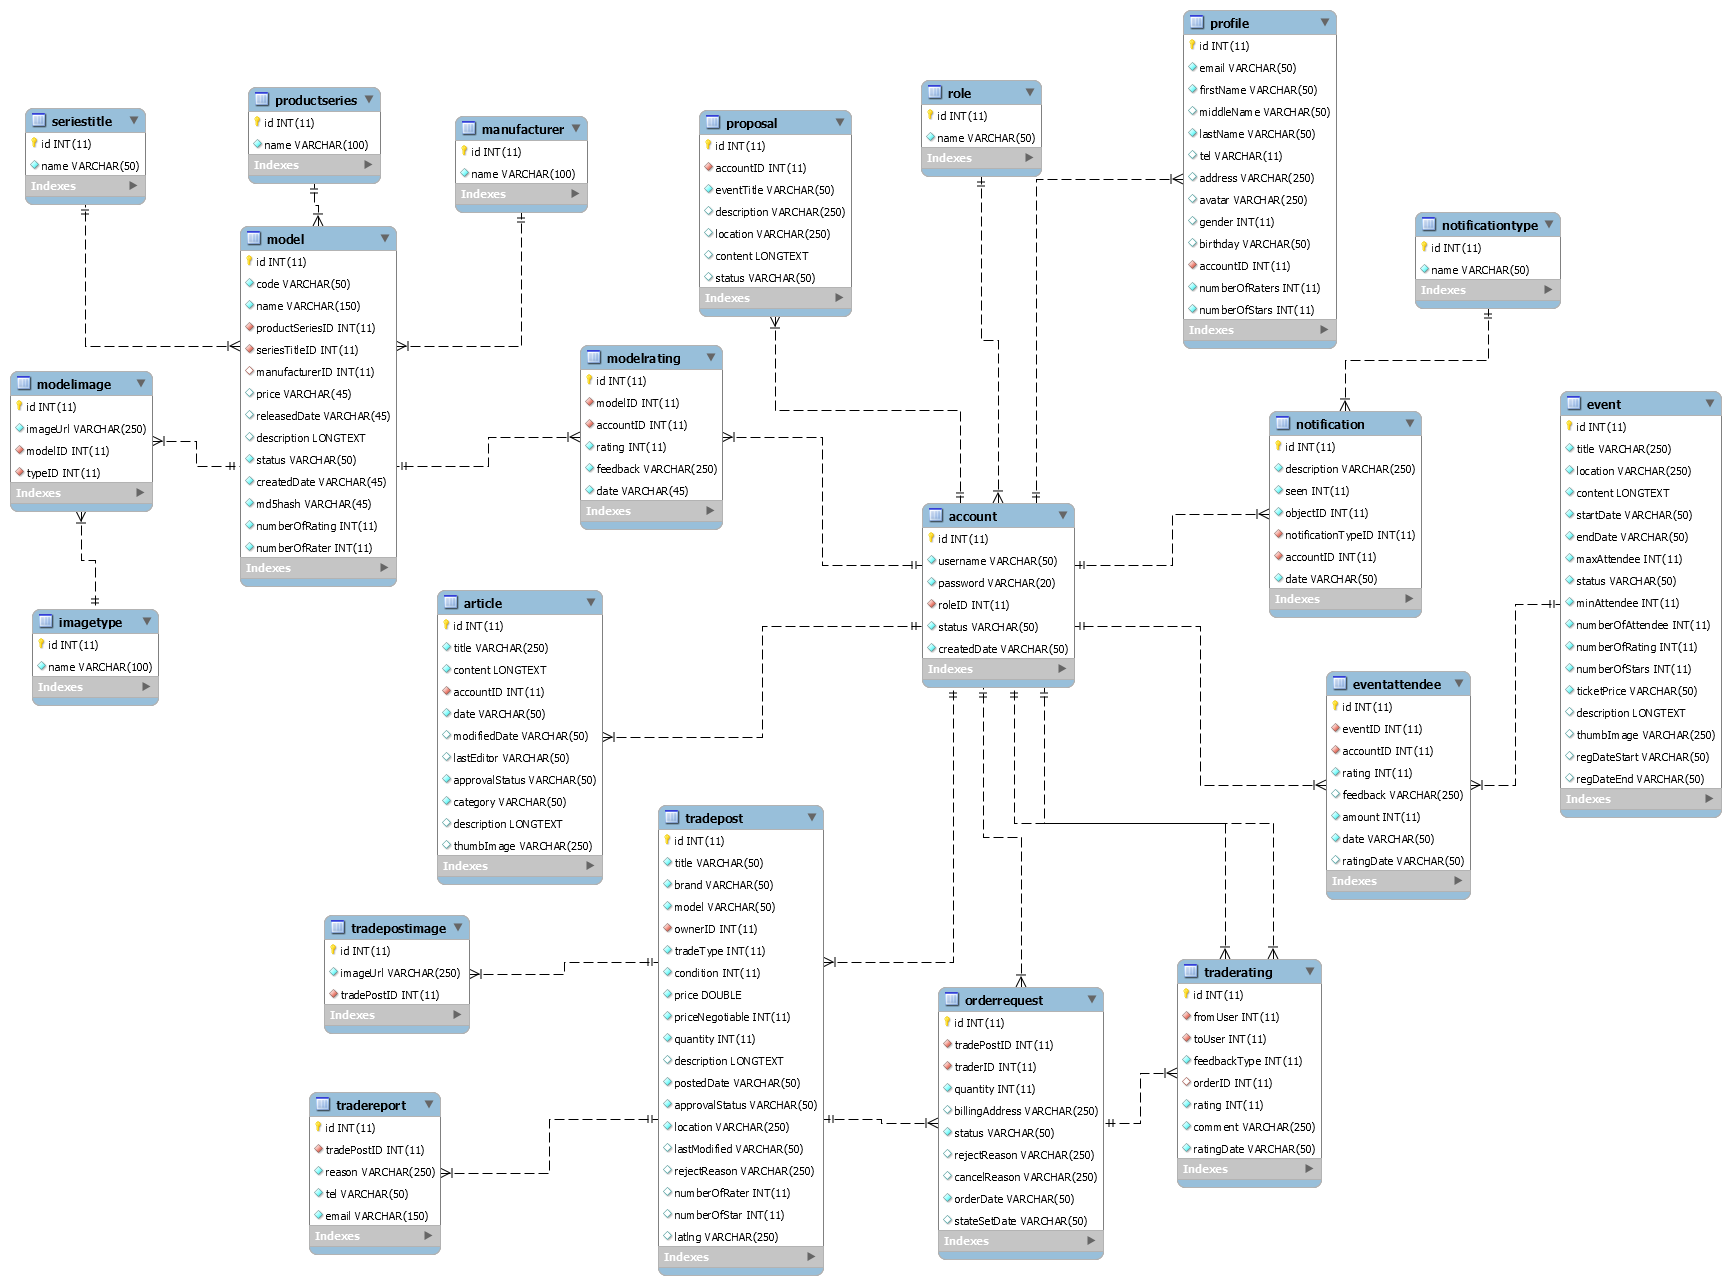 profile
id INT(11)
email VARCHAR(50)
firstName VARCHAR(50)
middleName VARCHAR(50)
lastName VARCHAR(50)
tel VARCHAR(11)
address VARCHAR(250)
avatar VARCHAR(250)
gender INT(11)
birthday VARCHAR(50)
accountID INT(11)
numberOfRaters INT(11)
numberOfStars INT(11)
Indexes
role
id INT(11)
name VARCHAR(50)
Indexes
productseries
id INT(11)
name VARCHAR(100)
Indexes
seriestitle
id INT(11)
name VARCHAR(50)
Indexes
manufacturer
id INT(11)
name VARCHAR(100)
Indexes
proposal
id INT(11)
accountID INT(11)
eventTitle VARCHAR(50)
description VARCHAR(250)
location VARCHAR(250)
content LONGTEXT
status VARCHAR(50)
Indexes
notificationtype
id INT(11)
name VARCHAR(50)
Indexes
model
id INT(11)
code VARCHAR(50)
name VARCHAR(150)
productSeriesID INT(11)
seriesTitleID INT(11)
manufacturerID INT(11)
price VARCHAR(45)
releasedDate VARCHAR(45)
description LONGTEXT
status VARCHAR(50)
createdDate VARCHAR(45)
md5hash VARCHAR(45)
numberOfRating INT(11)
numberOfRater INT(11)
Indexes
modelimage
id INT(11)
imageUrl VARCHAR(250)
modelID INT(11)
typeID INT(11)
Indexes
modelrating
id INT(11)
modelID INT(11)
accountID INT(11)
rating INT(11)
feedback VARCHAR(250)
date VARCHAR(45)
Indexes
notification
id INT(11)
description VARCHAR(250)
seen INT(11)
objectID INT(11)
notificationTypeID INT(11)
accountID INT(11)
date VARCHAR(50)
Indexes
event
id INT(11)
title VARCHAR(250)
location VARCHAR(250)
content LONGTEXT
startDate VARCHAR(50)
endDate VARCHAR(50)
maxAttendee INT(11)
status VARCHAR(50)
minAttendee INT(11)
numberOfAttendee INT(11)
numberOfRating INT(11)
numberOfStars INT(11)
ticketPrice VARCHAR(50)
description LONGTEXT
thumbImage VARCHAR(250)
regDateStart VARCHAR(50)
regDateEnd VARCHAR(50)
Indexes
account
id INT(11)
username VARCHAR(50)
password VARCHAR(20)
roleID INT(11)
status VARCHAR(50)
createdDate VARCHAR(50)
Indexes
imagetype
id INT(11)
name VARCHAR(100)
Indexes
article
id INT(11)
title VARCHAR(250)
content LONGTEXT
accountID INT(11)
date VARCHAR(50)
modifiedDate VARCHAR(50)
lastEditor VARCHAR(50)
approvalStatus VARCHAR(50)
category VARCHAR(50)
description LONGTEXT
thumbImage VARCHAR(250)
Indexes
eventattendee
id INT(11)
eventID INT(11)
accountID INT(11)
rating INT(11)
feedback VARCHAR(250)
amount INT(11)
date VARCHAR(50)
ratingDate VARCHAR(50)
Indexes
tradepost
id INT(11)
title VARCHAR(50)
brand VARCHAR(50)
model VARCHAR(50)
ownerID INT(11)
tradeType INT(11)
condition INT(11)
price DOUBLE
priceNegotiable INT(11)
quantity INT(11)
description LONGTEXT
postedDate VARCHAR(50)
approvalStatus VARCHAR(50)
location VARCHAR(250)
lastModified VARCHAR(50)
rejectReason VARCHAR(250)
numberOfRater INT(11)
numberOfStar INT(11)
latlng VARCHAR(250)
Indexes
tradepostimage
id INT(11)
imageUrl VARCHAR(250)
tradePostID INT(11)
Indexes
tradereport
id INT(11)
tradePostID INT(11)
reason VARCHAR(250)
tel VARCHAR(50)
email VARCHAR(150)
Indexes
orderrequest
id INT(11)
tradePostID INT(11)
traderID INT(11)
quantity INT(11)
billingAddress VARCHAR(250)
status VARCHAR(50)
rejectReason VARCHAR(250)
cancelReason VARCHAR(250)
orderDate VARCHAR(50)
stateSetDate VARCHAR(50)
Indexes
traderating
id INT(11)
fromUser INT(11)
toUser INT(11)
feedbackType INT(11)
orderID INT(11)
rating INT(11)
comment VARCHAR(250)
ratingDate VARCHAR(50)
Indexes